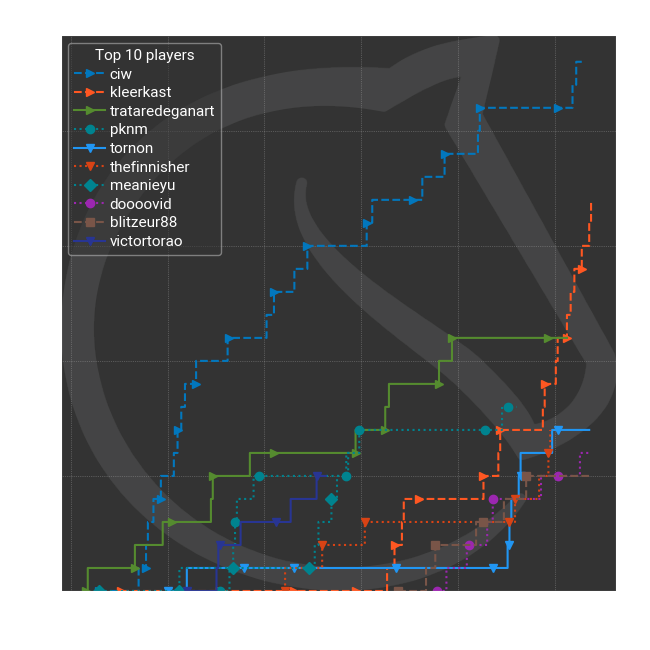 Top 10 players
ciw
kleerkast
trataredeganart
pknm
tornon
thefinnisher
meanieyu
doooovid
blitzeur88
victortorao